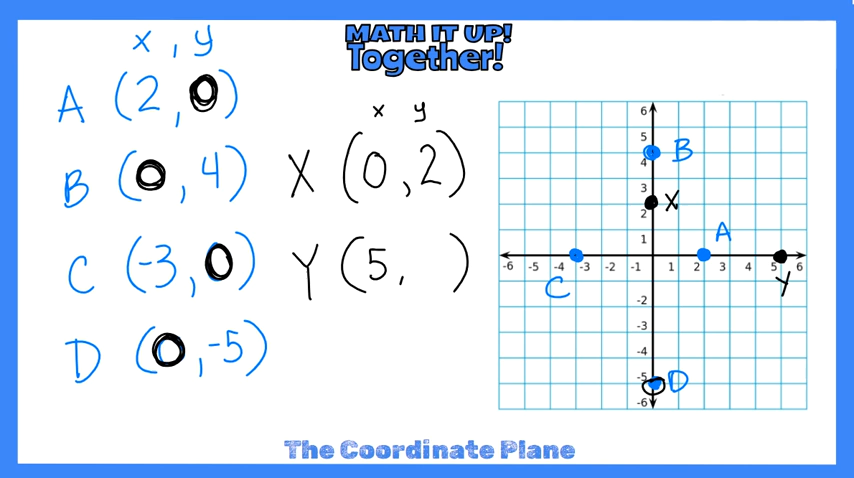 MATH IT UP!
Together!
x , y
A (2, 0)
B (0, 4)
C (-3, 0)
D (0, -5)
x y
X (0, 2)
Y (5, )
6
5
B
4
3
X
2
1
A
-6 -5 -4 -3 -2 -1 1 2 3 4 5 6
C
Y
-2
-3
-4
-5
D
-6
The Coordinate Plane